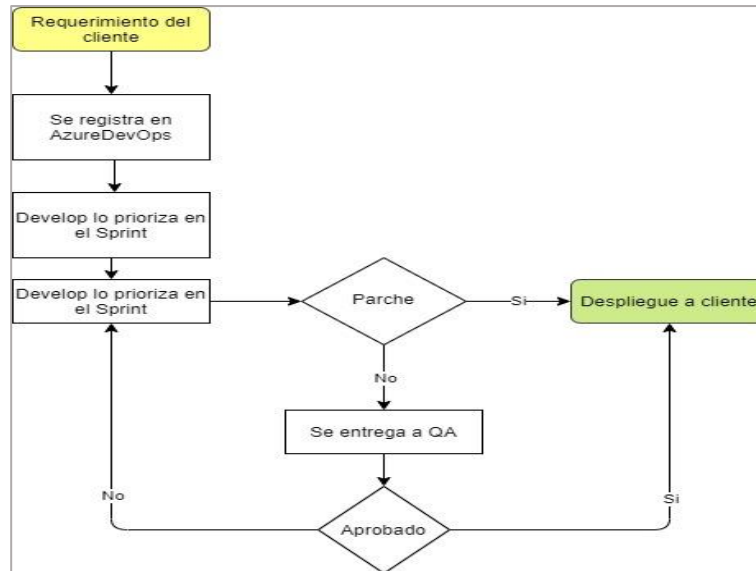 Requerimiento del
cliente
Se registra en
AzureDevOps
Develop lo prioriza en
el Sprint
Develop lo prioriza en
el Sprint
Parche
Si
Despliegue a cliente
No
Se entrega a QA
No
Aprobado
Si